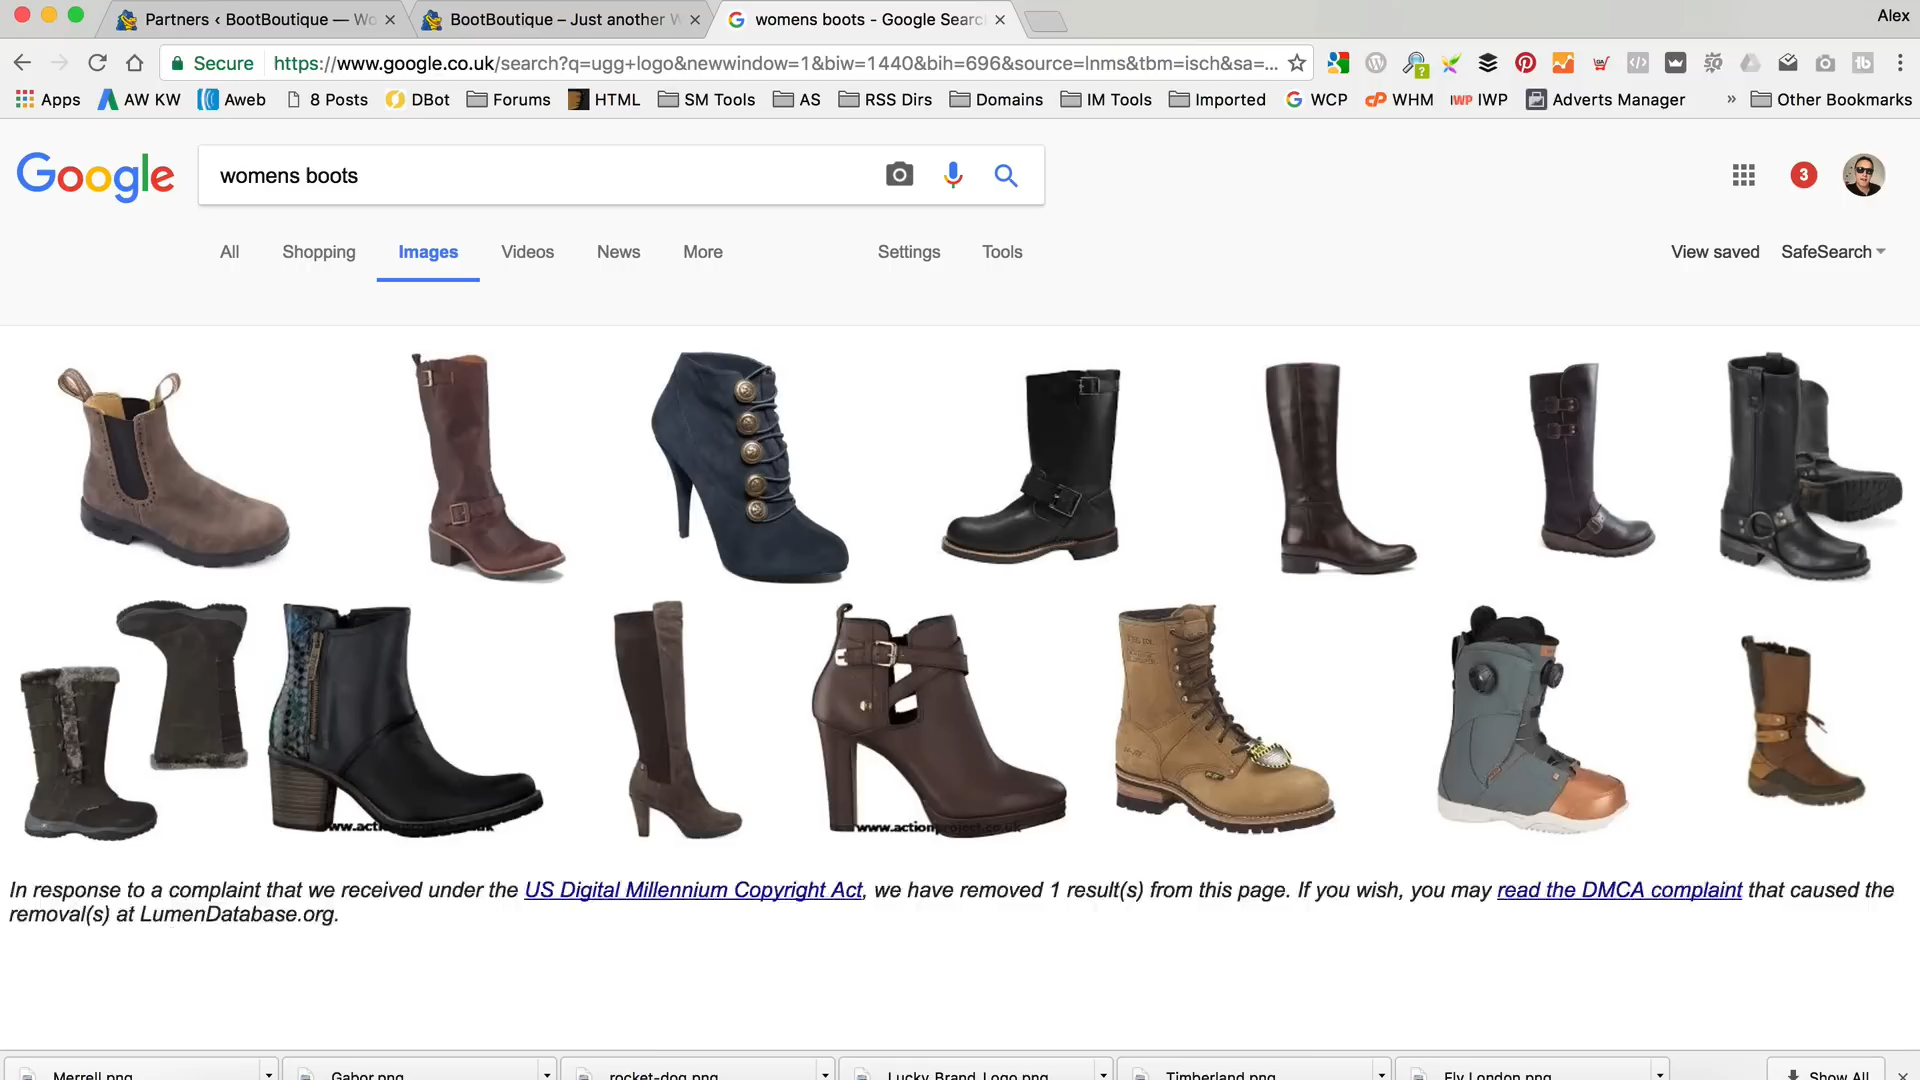 Partners ‹ BootBoutique — Wo
BootBoutique – Just another W
womens boots - Google Searc
Alex
Secure
https://www.google.co.uk/search?q=ugg+logo&newwindow=1&biw=1440&bih=696&source=lnms&tbm=isch&sa=...
Apps AW KW Aweb 8 Posts DBot Forums HTML SM Tools AS RSS Dirs Domains IM Tools Imported WCP WHM IWP IWP Adverts Manager » Other Bookmarks
Google
womens boots
3
All Shopping Images Videos News More Settings Tools View saved SafeSearch
In response to a complaint that we received under the US Digital Millennium Copyright Act, we have removed 1 result(s) from this page. If you wish, you may read the DMCA complaint that caused the
removal(s) at LumenDatabase.org.
Merrell.png Gabor.png rocket-dog.png Lucky_Brand_Logo.png Timberland.png Fly London.png Show All